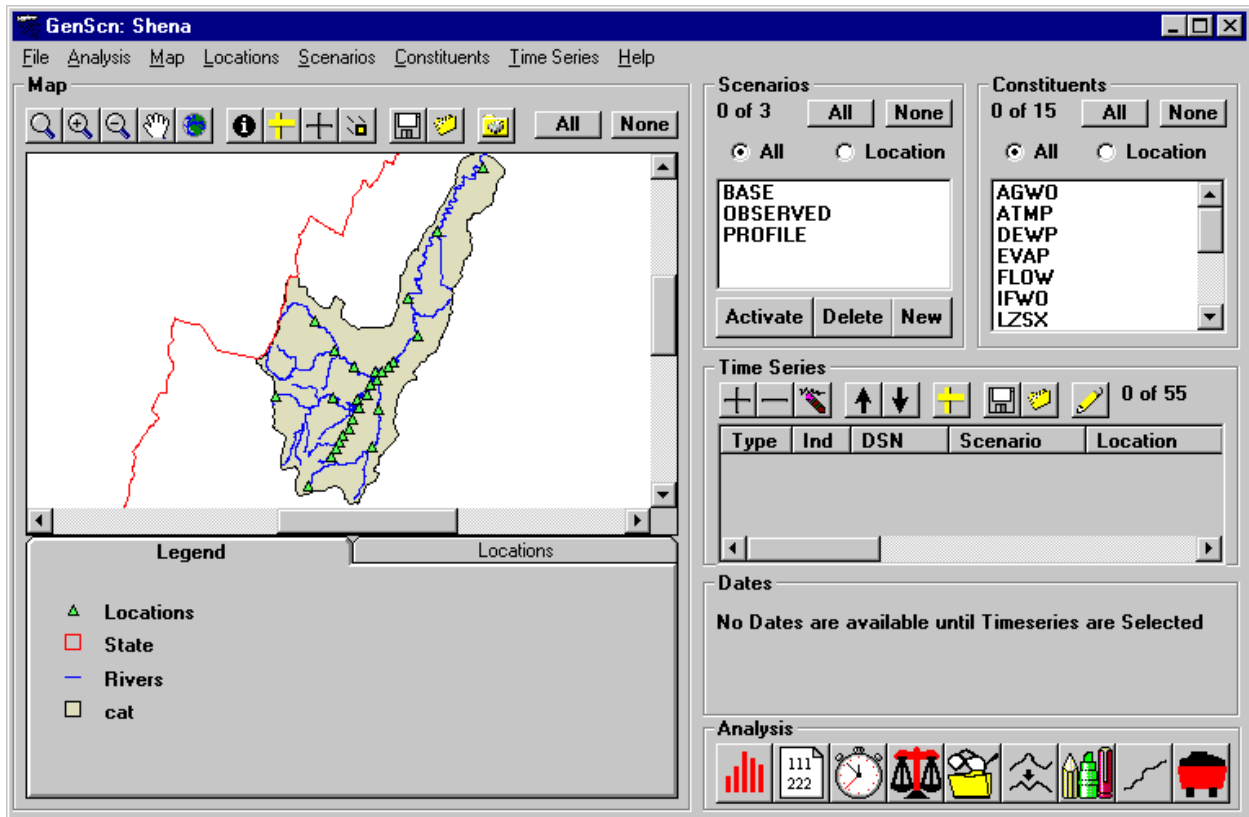 GenScn: Shena
File Analysis Map Locations Scenarios Constituents Time Series Help
Map
All None
Legend
Locations
Locations
State
Rivers
cat
Scenarios
0 of 3 All None
All Location
BASE
OBSERVED
PROFILE
Activate Delete New
Constituents
0 of 15 All None
All Location
AGWO
ATMP
DEWP
EVAP
FLOW
IFWO
LZSX
Time Series
0 of 55
Type Ind DSN Scenario Location
Dates
No Dates are available until Timeseries are Selected
Analysis
111
222